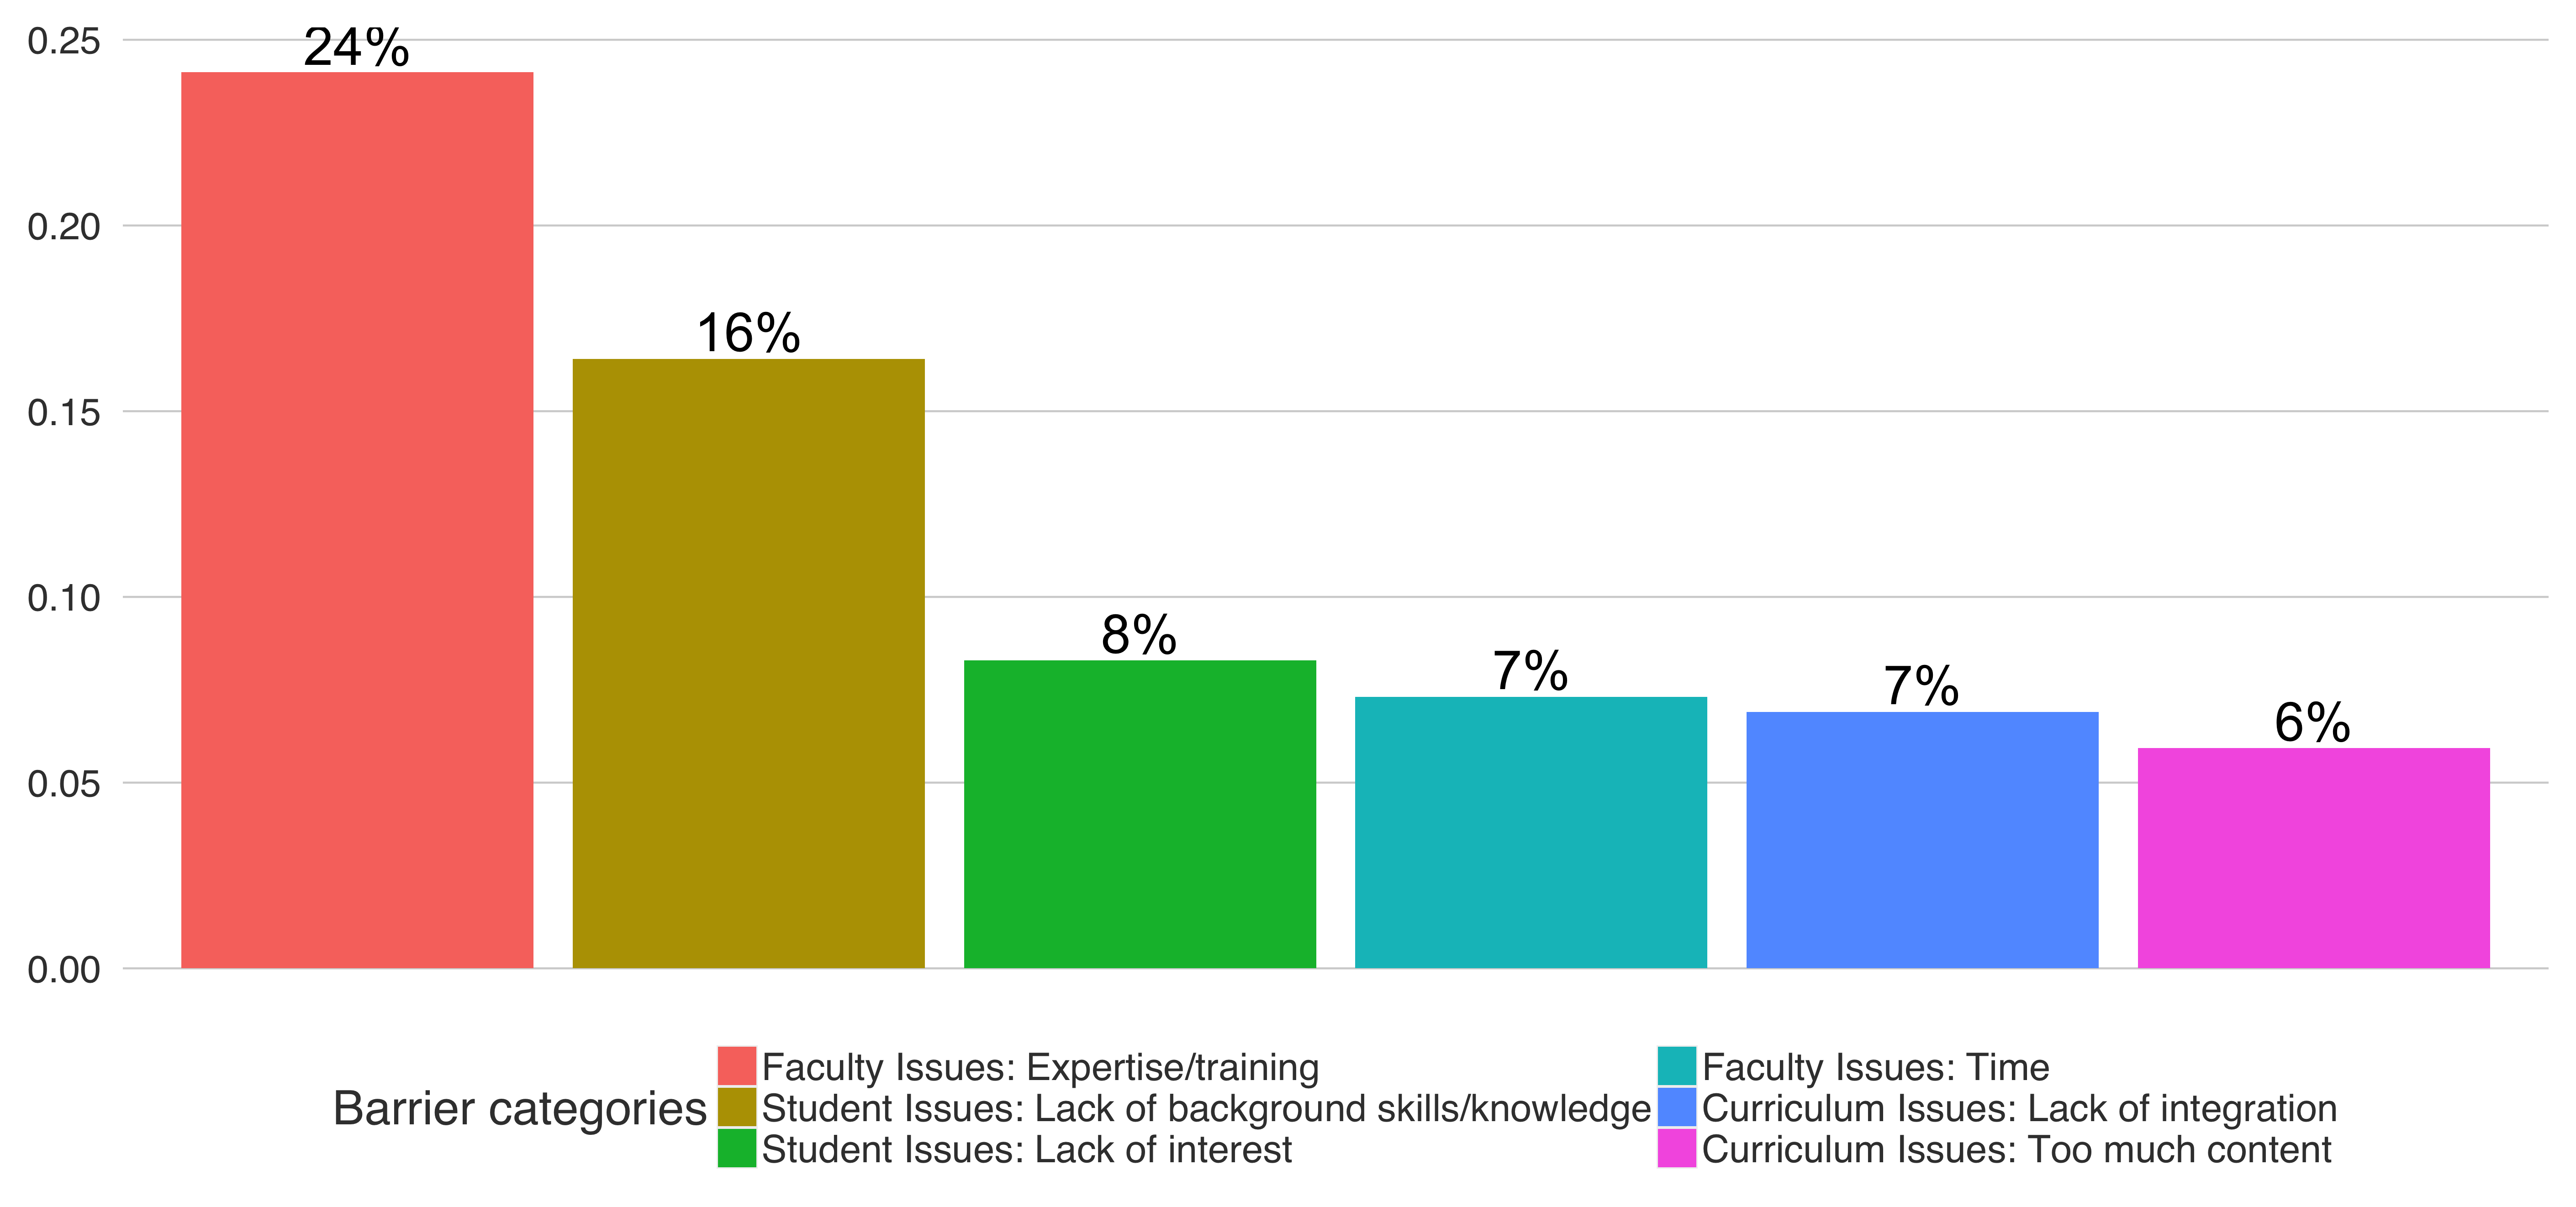 0.25
0.20
0.15
0.10
0.05
0.00
24%
16%
8%
7%
7%
6%
Barrier categories
Faculty Issues: Expertise/training
Student Issues: Lack of background skills/knowledge
Student Issues: Lack of interest
Faculty Issues: Time
Curriculum Issues: Lack of integration
Curriculum Issues: Too much content